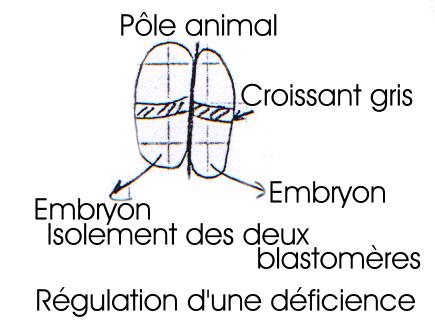 Pôle animal
Croissant gris
Embryon
Embryon
Isolement des deux
blastomères
Régulation d'une déficience